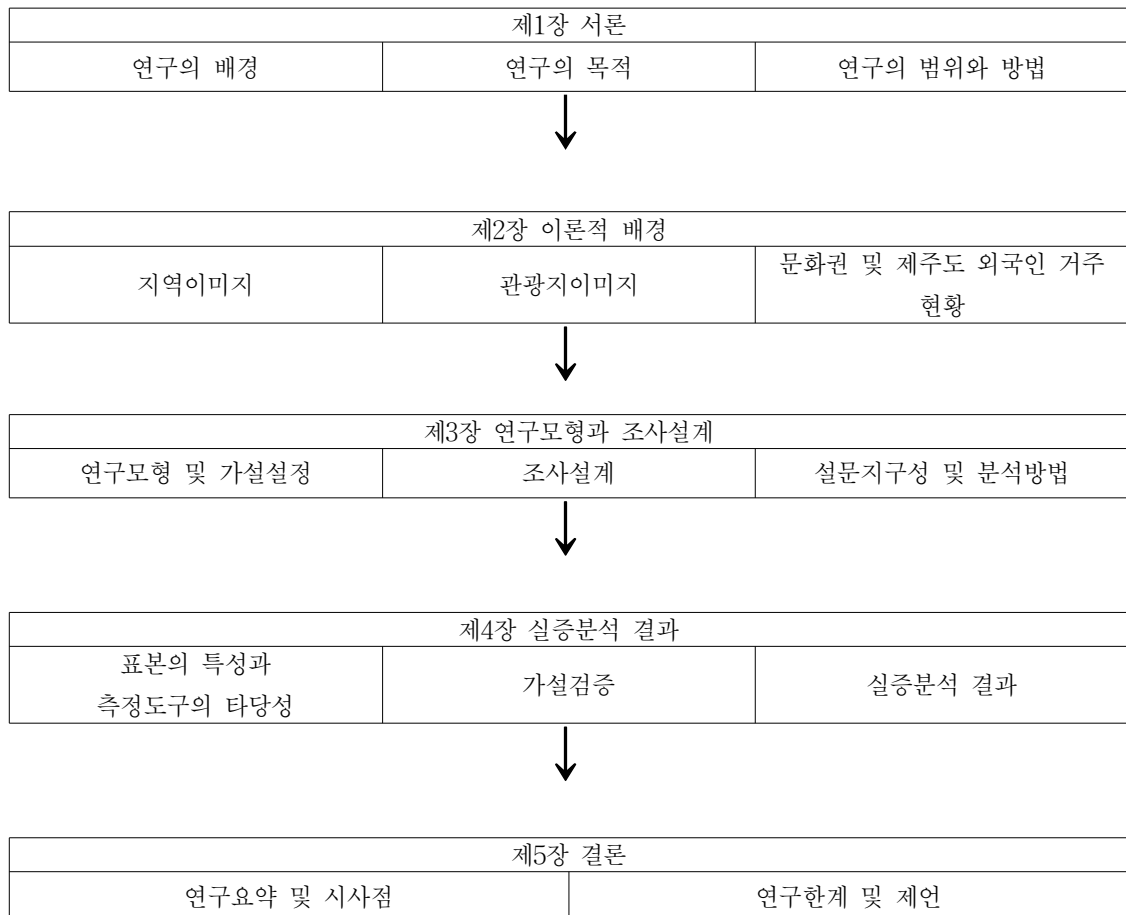 제1장 서론
연구의 배경
연구의 목적
연구의 범위와 방법
제2장 이론적 배경
지역이미지
관광지이미지
문화권 및 제주도 외국인 거주
현황
제3장 연구모형과 조사설계
연구모형 및 가설설정
조사설계
설문지구성 및 분석방법
제4장 실증분석 결과
표본의 특성과
측정도구의 타당성
가설검증
실증분석 결과
제5장 결론
연구요약 및 시사점
연구한계 및 제언